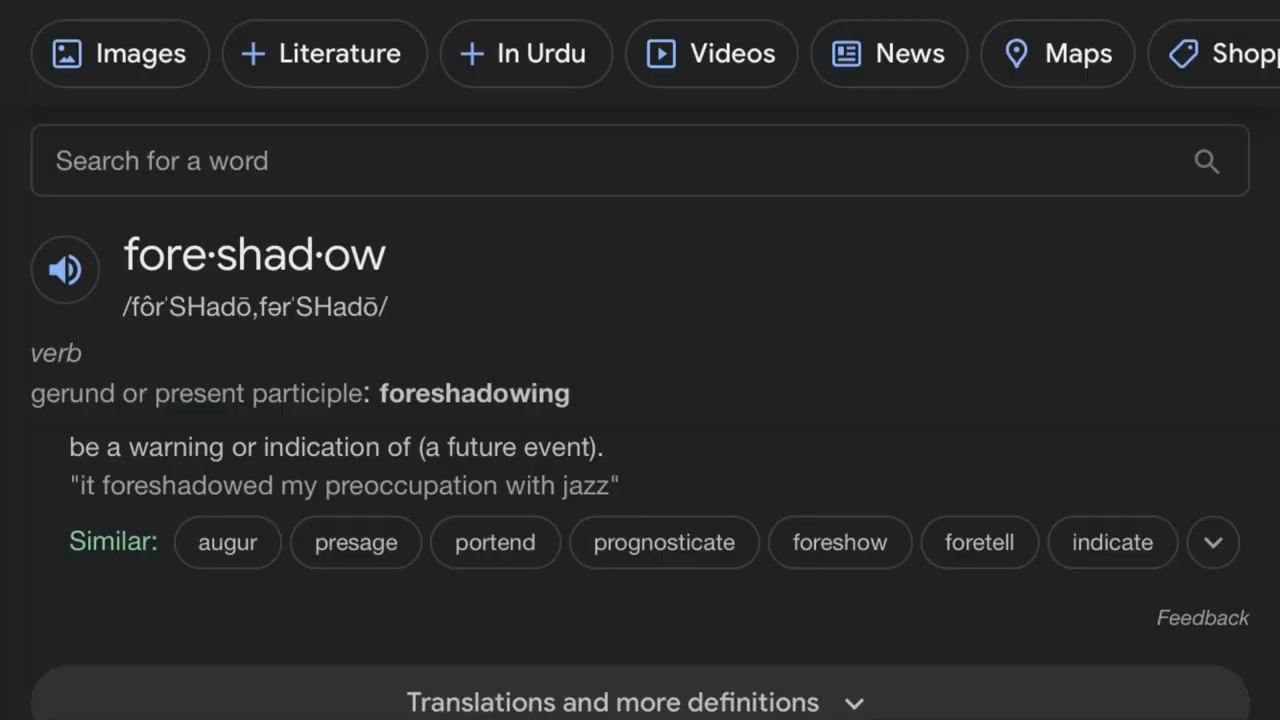 Images Literature In Urdu Videos News Maps Shopp
Search for a word
fore·shad·ow
/fôrˈSHadō,fərˈSHadō/
verb
gerund or present participle: foreshadowing
be a warning or indication of (a future event).
"it foreshadowed my preoccupation with jazz"
Similar: augur presage portend prognosticate foreshow foretell indicate
Feedback
Translations and more definitions